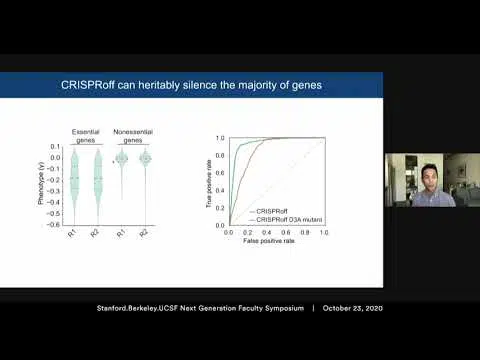 CRISPRoff can heritably silence the majority of genes
Essential
genes
Nonessential
genes
Phenotype (γ)
0.1
0.0
−0.1
−0.2
−0.3
−0.4
−0.5
−0.6
R1
R2
R1
R2
True positive rate
1.0
0.8
0.6
0.4
0.2
0.0
CRISPRoff
CRISPRoff D3A mutant
0.0
0.2
0.4
0.6
0.8
1.0
False positive rate
Stanford.Berkeley.UCSF Next Generation Faculty Symposium | October 23, 2020